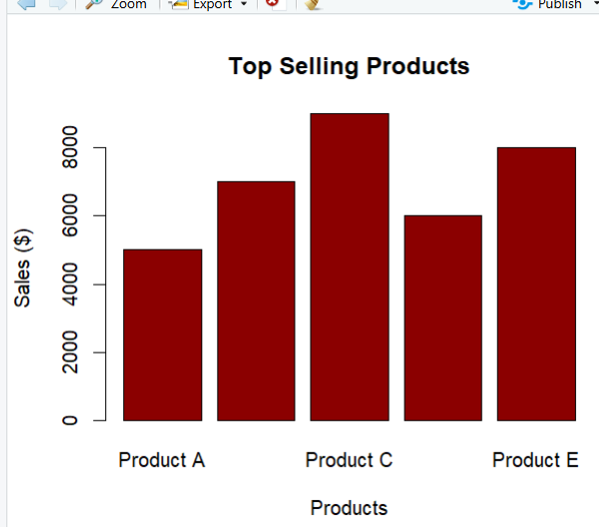 Zoom Export Publish
Top Selling Products
Sales ($)
8000
6000
4000
2000
0
Product A Product C Product E
Products